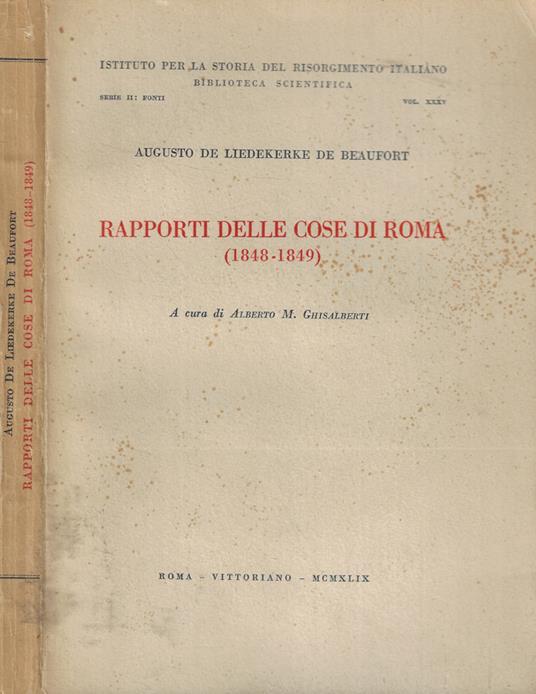 ISTITUTO PER LA STORIA DEL RISORGIMENTO ITALIANO
BIBLIOTECA SCIENTIFICA
SERIE II: FONTI
VOL. XXXV
AUGUSTO DE LIEDEKERKE DE BEAUFORT
RAPPORTI DELLE COSE DI ROMA
(1848-1849)
A cura di ALBERTO M. GHISALBERTI
ROMA - VITTORIANO - MCMXLIX
AUGUSTO DE LIEDEKERKE DE BEAUFORT
RAPPORTI DELLE COSE DI ROMA (1848-1849)